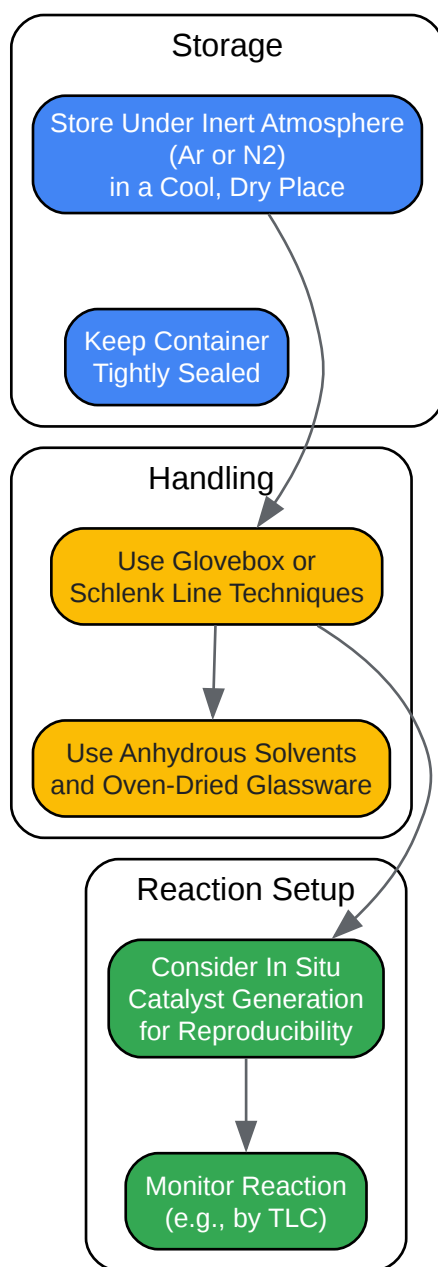 Storage
Store Under Inert Atmosphere
(Ar or N2)
in a Cool, Dry Place
Keep Container
Tightly Sealed
Handling
Use Glovebox or
Schlenk Line Techniques
Use Anhydrous Solvents
and Oven-Dried Glassware
Reaction Setup
Consider In Situ
Catalyst Generation
for Reproducibility
Monitor Reaction
(e.g., by TLC)